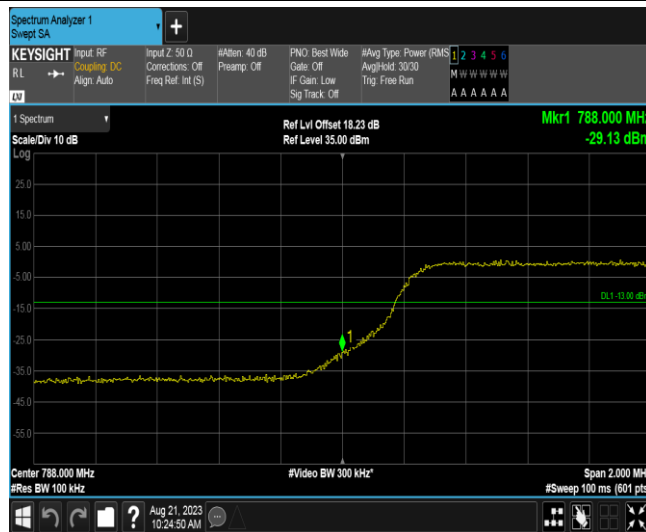 Spectrum Analyzer 1
Swept SA
+
KEYSIGHT
RL
LXI
Input: RF
Coupling: DC
Align: Auto
Input Z: 50 Ω
Corrections: Off
Freq Ref: Int (S)
#Atten: 40 dB
Preamp: Off
PNO: Best Wide
Gate: Off
IF Gain: Low
Sig Track: Off
#Avg Type: Power (RMS
Avg|Hold: 30/30
Trig: Free Run
1 2 3 4 5 6
M W W W W W
A A A A A A
1 Spectrum
Scale/Div 10 dB
Ref Lvl Offset 18.23 dB
Ref Level 35.00 dBm
Mkr1 788.000 MHz
-29.13 dBm
Log
25.0
15.0
5.00
-5.00
-15.0
-25.0
-35.0
-45.0
-55.0
DL1 -13.00 dBm
1
Center 788.000 MHz
#Res BW 100 kHz
#Video BW 300 kHz*
Span 2.000 MHz
#Sweep 100 ms (601 pts)
?
Aug 21, 2023
10:24:50 AM